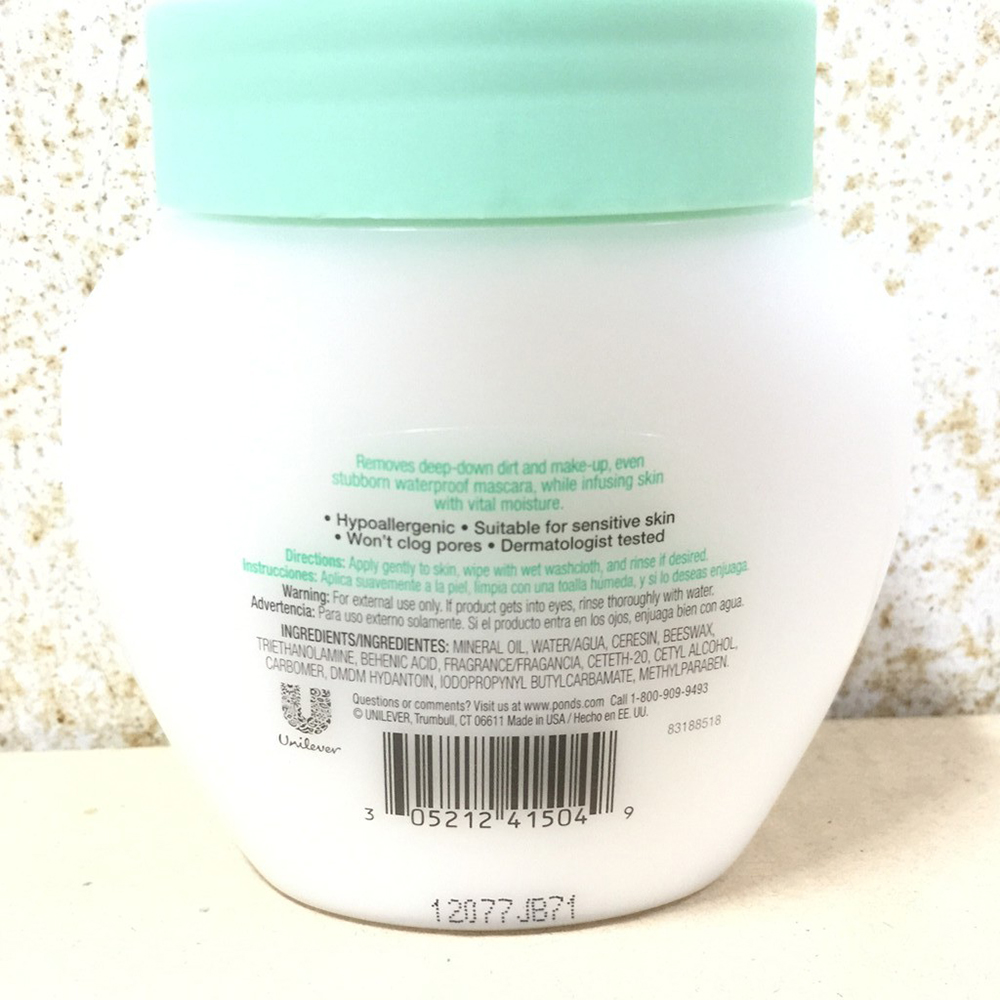 Removes deep-down dirt and make-up, even
stubborn waterproof mascara, while infusing skin
with vital moisture.
• Hypoallergenic • Suitable for sensitive skin
• Won't clog pores • Dermatologist tested
Directions: Apply gently to skin, wipe with wet washcloth, and rinse if desired.
Instrucciones: Aplica suavemente a la piel, limpia con una toalla húmeda, y si lo deseas enjuaga.
Warning: For external use only. If product gets into eyes, rinse thoroughly with water.
Advertencia: Para uso externo solamente. Si el producto entra en los ojos, enjuaga bien con agua.
INGREDIENTS/INGREDIENTES: MINERAL OIL, WATER/AGUA, CERESIN, BEESWAX,
TRIETHANOLAMINE, BEHENIC ACID, FRAGRANCE/FRAGANCIA, CETETH-20, CETYL ALCOHOL,
CARBOMER, DMDM HYDANTOIN, IODOPROPYNYL BUTYLCARBAMATE, METHYLPARABEN.
Questions or comments? Visit us at www.ponds.com Call 1-800-909-9493
© UNILEVER, Trumbull, CT 06611 Made in USA / Hecho en EE. UU.
83188518
Unilever
3 05212 41504 9
12077JB71